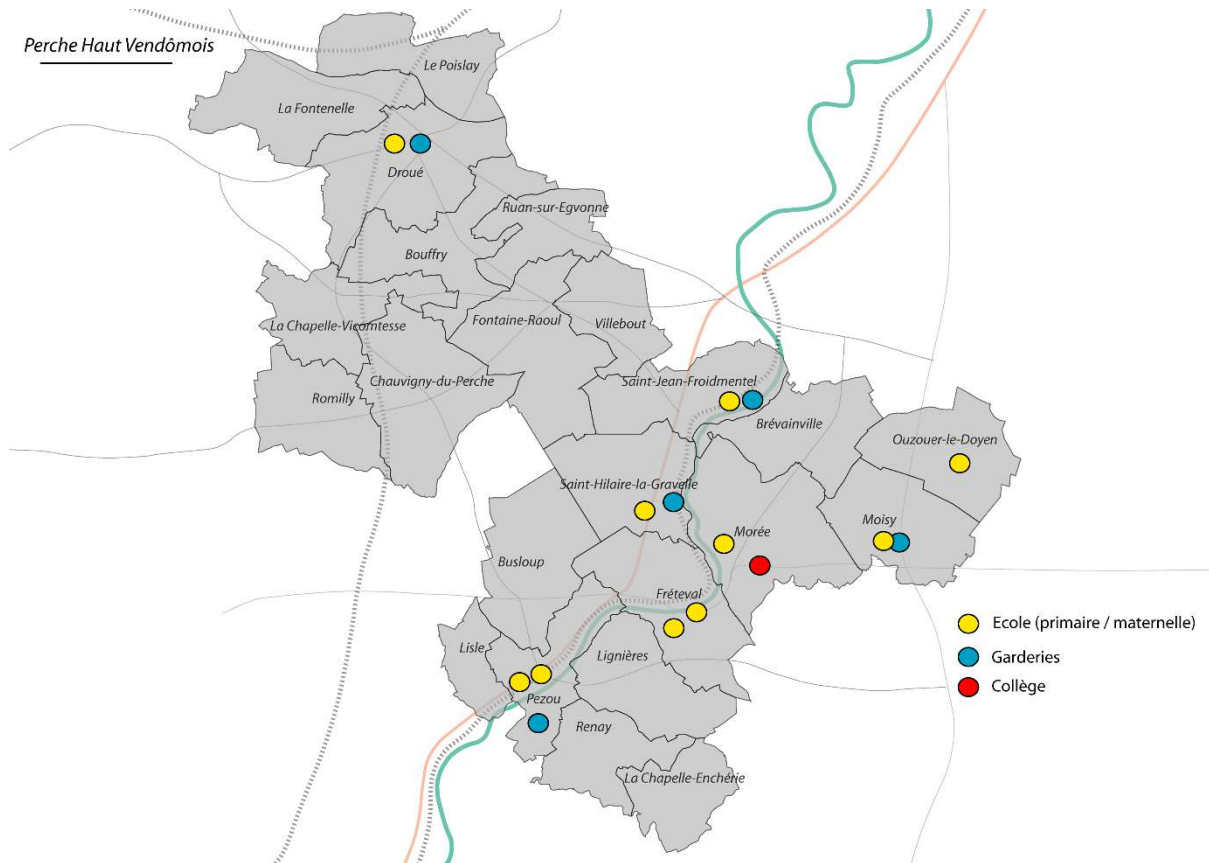 Perche Haut Vendômois
Le Poislay
La Fontenelle
Droué
Ruan-sur-Egvonne
Bouffry
La Chapelle-Vicomtesse
Fontaine-Raoul
Villebout
Chauvigny-du-Perche
Saint-Jean-Froidmentel
Romilly
Brévainville
Ouzouer-le-Doyen
Saint-Hilaire-la-Gravelle
Moisy
Morée
Busloup
Fréteval
Ecole (primaire / maternelle)
Lisle
Lignières
Garderies
Collège
Pezou
Renay
La Chapelle-Enchérie